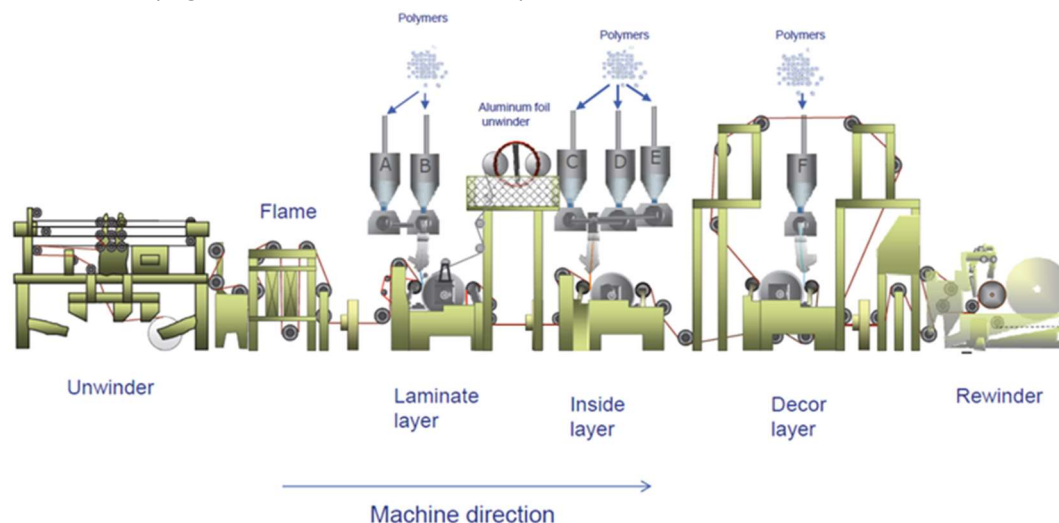 Polymers
Polymers
Polymers
Aluminum foil
unwinder
A
B
C
D
E
F
Flame
Unwinder
Laminate
layer
Inside
layer
Decor
layer
Rewinder
Machine direction